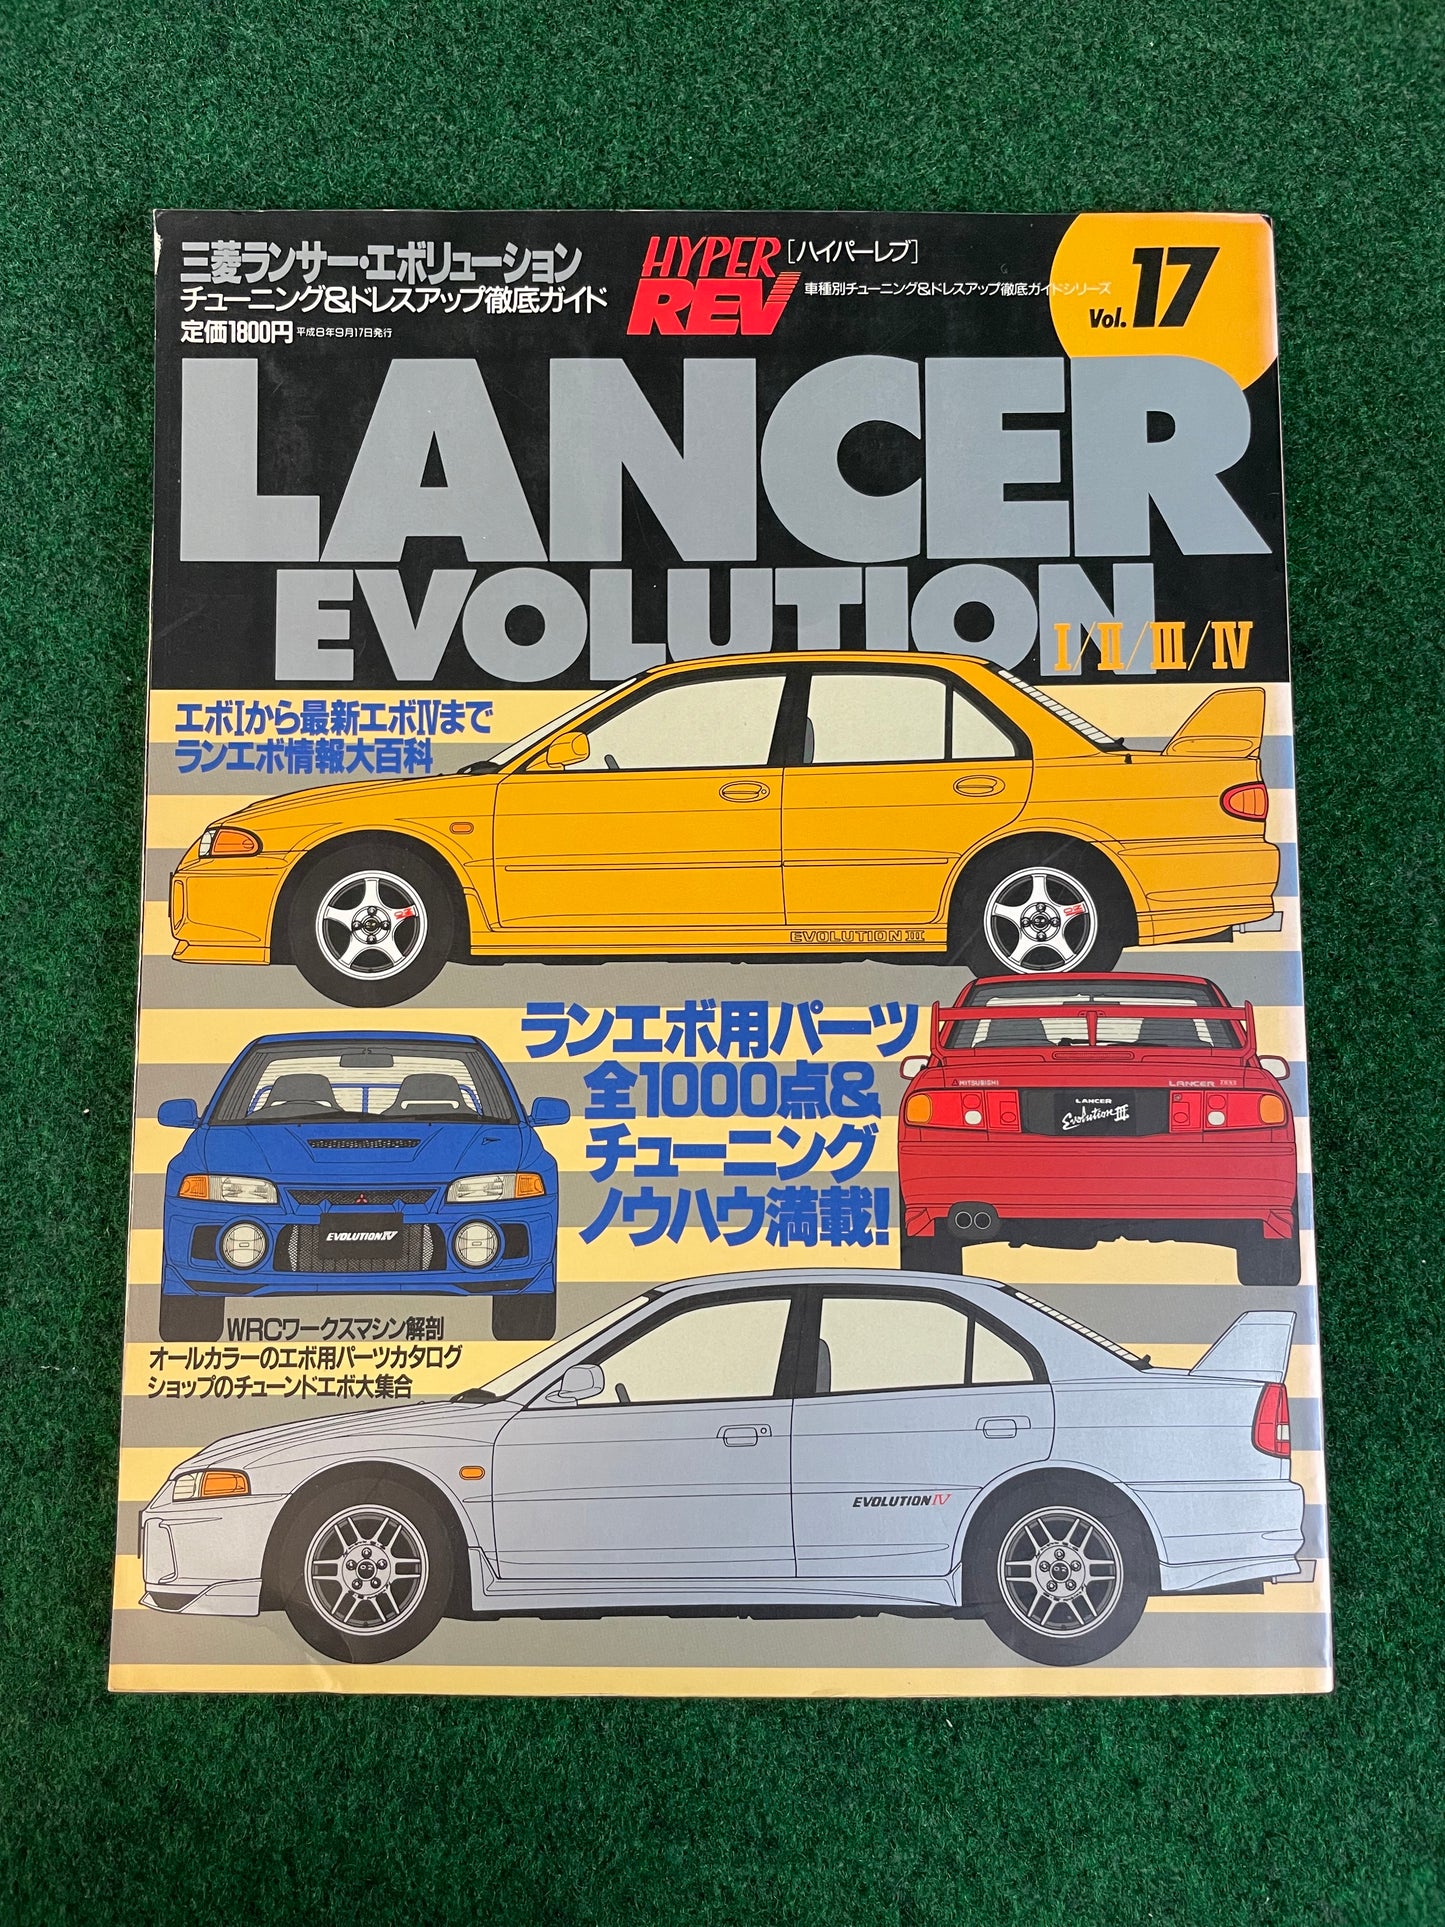 三菱ランサー・エボリューション
チューニング&ドレスアップ徹底ガイド
定価1800円 平成8年9月17日発行
HYPER
REV
[ハイパーレブ]
車種別チューニング&ドレスアップ徹底ガイドシリーズ
Vol. 17
LANCER
EVOLUTION
I/II/III/IV
エボIから最新エボIVまで
ランエボ情報大百科
EVOLUTION III
ランエボ用パーツ
全1000点&
チューニング
ノウハウ満載!
MITSUBISHI
LANCER
LANCER
Evolution III
EVOLUTION IV
WRCワークスマシン解剖
オールカラーのエボ用パーツカタログ
ショップのチューンドエボ大集合
EVOLUTION IV